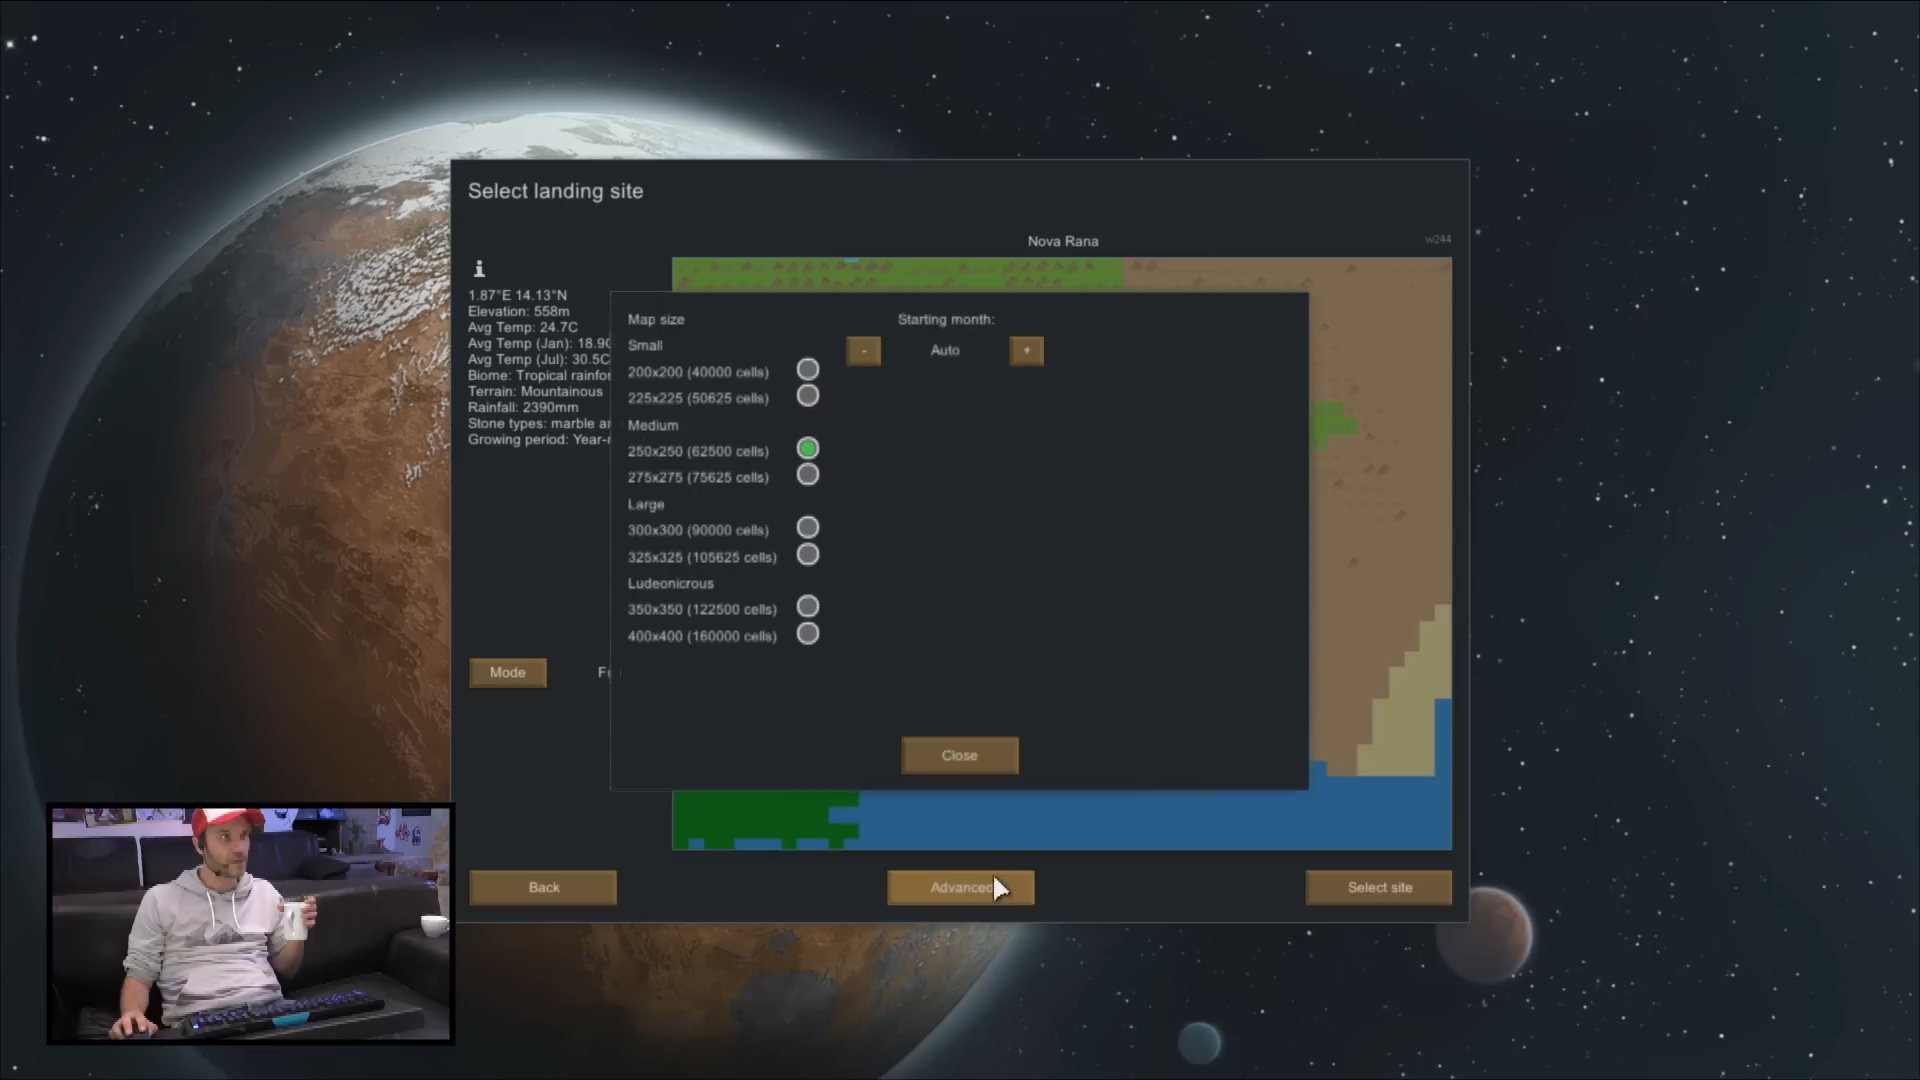 Select landing site
Nova Rana
w244
1.87°E 14.13°N
Elevation: 558m
Avg Temp: 24.7C
Avg Temp (Jan): 18.9C
Avg Temp (Jul): 30.5C
Biome: Tropical
Terrain: Mountainous
Rainfall: 2390mm
Stone types: marble
Growing period:
Map size
Small
200x200 (40000 cells)
225x225 (50625 cells)
Medium
250x250 (62500 cells)
275x275 (75625 cells)
Large
300x300 (90000 cells)
325x325 (105625 cells)
Ludeonicrous
350x350 (122500 cells)
400x400 (160000 cells)
Starting month:
- Auto +
Mode
Close
Back
Advanced
Select site